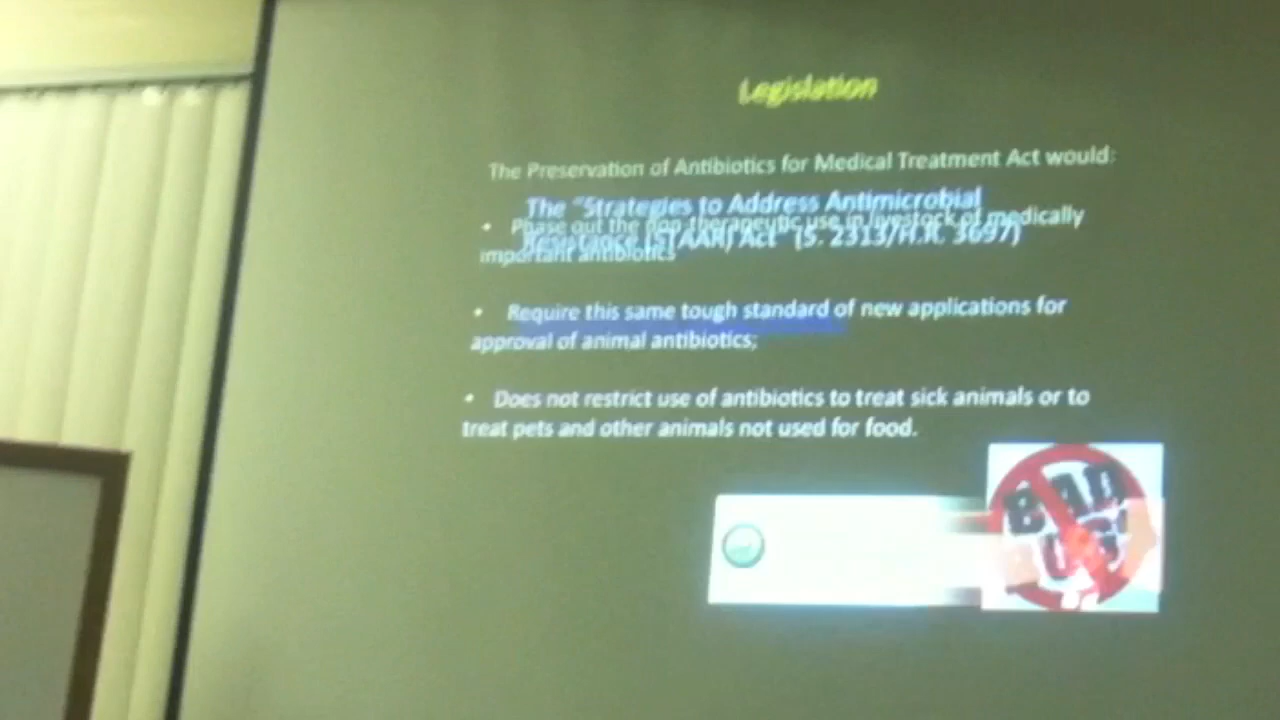 Legislation
The Preservation of Antibiotics for Medical Treatment Act would:
The "Strategies to Address Antimicrobial
• Phase out the non-therapeutic use in livestock of medically
Resistance (STAAR) Act" (S. 2313/H.R. 3697)
important antibiotics
• Require this same tough standard of new applications for
approval of animal antibiotics;
• Does not restrict use of antibiotics to treat sick animals or to
treat pets and other animals not used for food.
BAD